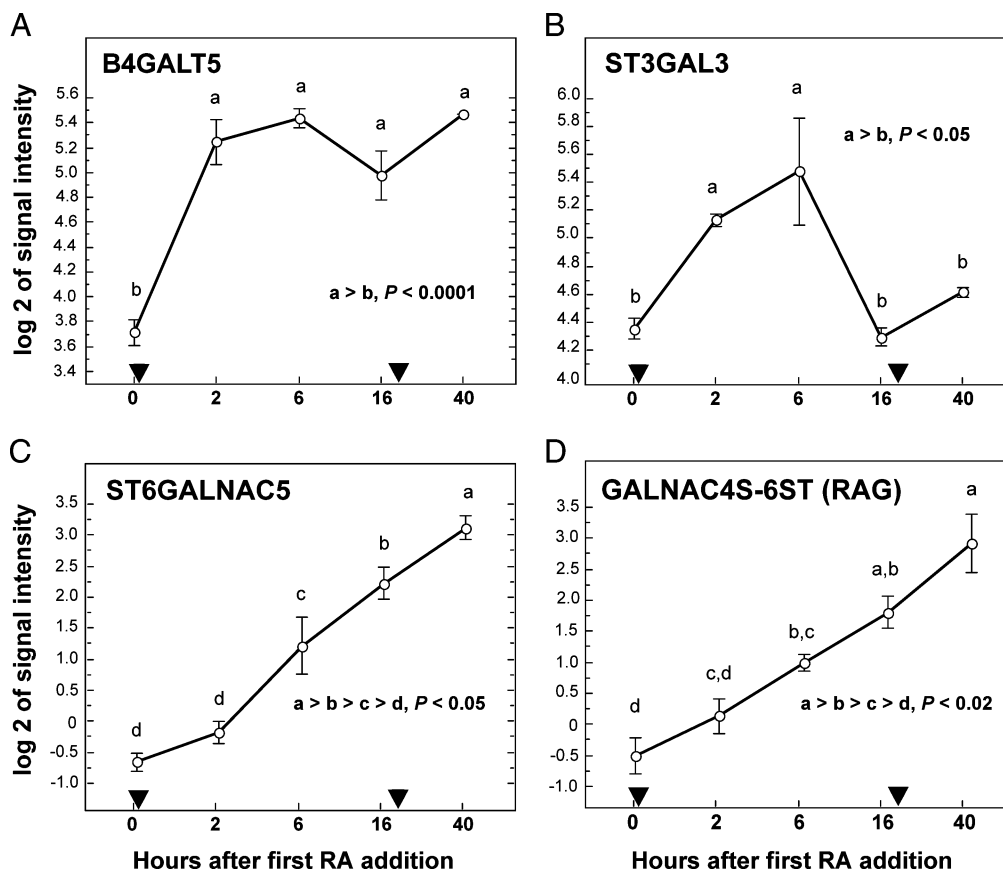 A
B4GALT5
log 2 of signal intensity
5.6
5.4
5.2
5.0
4.8
4.6
4.4
4.2
4.0
3.8
3.6
3.4
b
a
a
a
a
a > b, P < 0.0001
0 2 6 16 40
B
ST3GAL3
6.0
5.8
5.6
5.4
5.2
5.0
4.8
4.6
4.4
4.2
4.0
b
a
a
b
b
a > b, P < 0.05
0 2 6 16 40
C
ST6GALNAC5
log 2 of signal intensity
3.5
3.0
2.5
2.0
1.5
1.0
0.5
0
-0.5
-1.0
d
d
c
b
a
a > b > c > d, P < 0.05
0 2 6 16 40
Hours after first RA addition
D
GALNAC4S-6ST (RAG)
3.5
3.0
2.5
2.0
1.5
1.0
0.5
0
-0.5
-1.0
d
c,d
b,c
a,b
a
a > b > c > d, P < 0.02
0 2 6 16 40
Hours after first RA addition